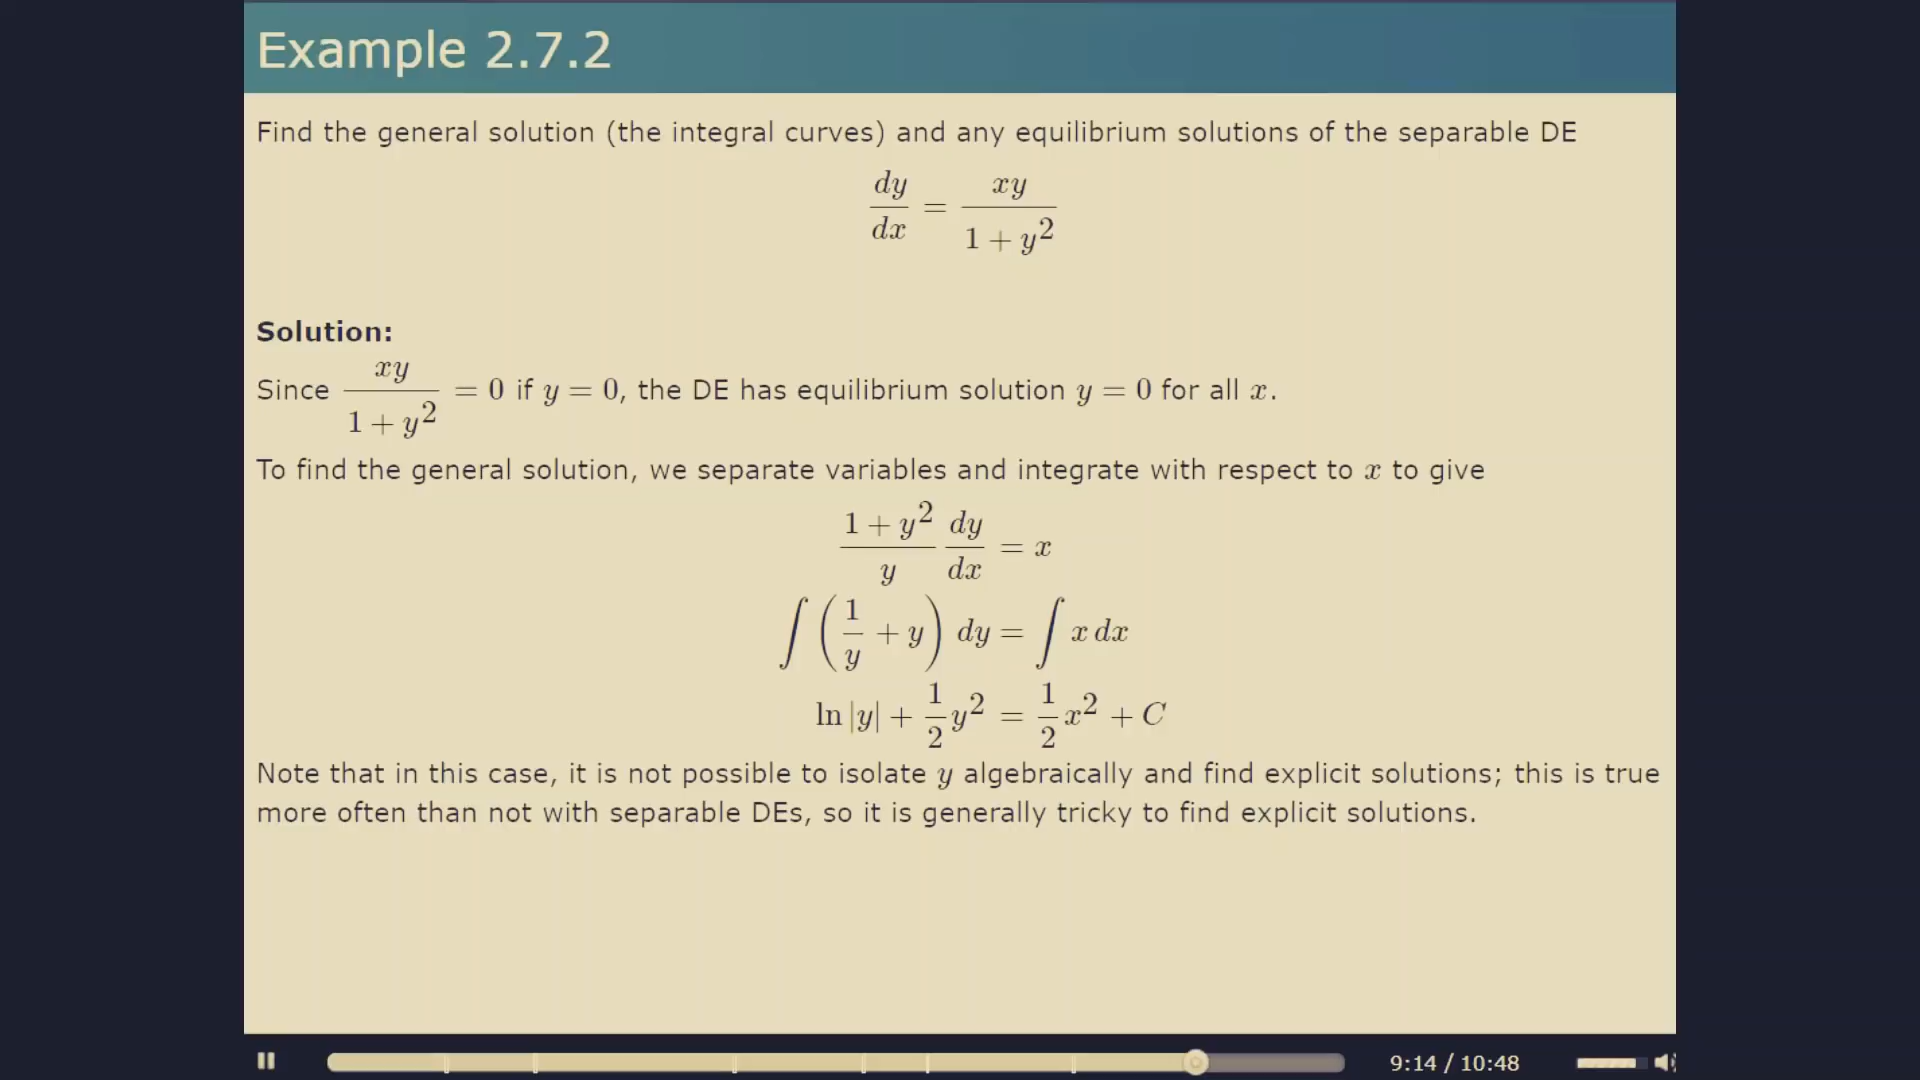 Example 2.7.2
Find the general solution (the integral curves) and any equilibrium solutions of the separable DE
dy/dx = xy/(1 + y²)
Solution:
Since xy/(1 + y²) = 0 if y = 0, the DE has equilibrium solution y = 0 for all x.
To find the general solution, we separate variables and integrate with respect to x to give
(1 + y²)/y dy/dx = x
∫ (1/y + y) dy = ∫ x dx
ln |y| + 1/2 y² = 1/2 x² + C
Note that in this case, it is not possible to isolate y algebraically and find explicit solutions; this is true
more often than not with separable DEs, so it is generally tricky to find explicit solutions.
9:14 / 10:48